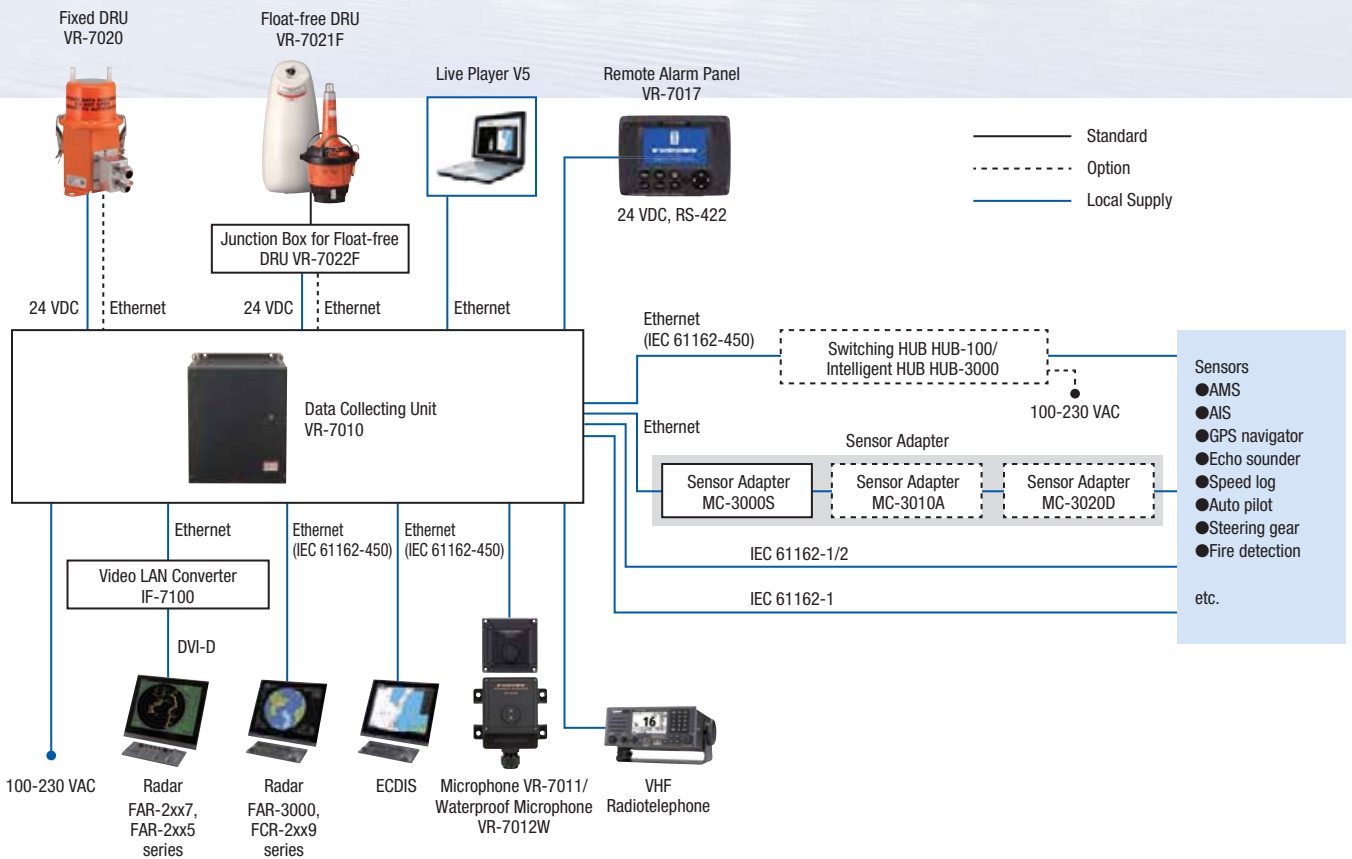 Fixed DRU
VR-7020
Float-free DRU
VR-7021F
Live Player V5
Remote Alarm Panel
VR-7017
24 VDC, RS-422
Standard
Option
Local Supply
Junction Box for Float-free
DRU VR-7022F
24 VDC
Ethernet
24 VDC
Ethernet
Ethernet
Data Collecting Unit
VR-7010
Ethernet
(IEC 61162-450)
Switching HUB HUB-100/
Intelligent HUB HUB-3000
100-230 VAC
Ethernet
Sensor Adapter
Sensor Adapter
MC-3000S
Sensor Adapter
MC-3010A
Sensor Adapter
MC-3020D
IEC 61162-1/2
IEC 61162-1
Sensors
●AMS
●AIS
●GPS navigator
●Echo sounder
●Speed log
●Auto pilot
●Steering gear
●Fire detection
etc.
Ethernet
Ethernet
(IEC 61162-450)
Ethernet
(IEC 61162-450)
Video LAN Converter
IF-7100
DVI-D
16
100-230 VAC
Radar
FAR-2xx7,
FAR-2xx5
series
Radar
FAR-3000,
FCR-2xx9
series
ECDIS
Microphone VR-7011/
Waterproof Microphone
VR-7012W
VHF
Radiotelephone